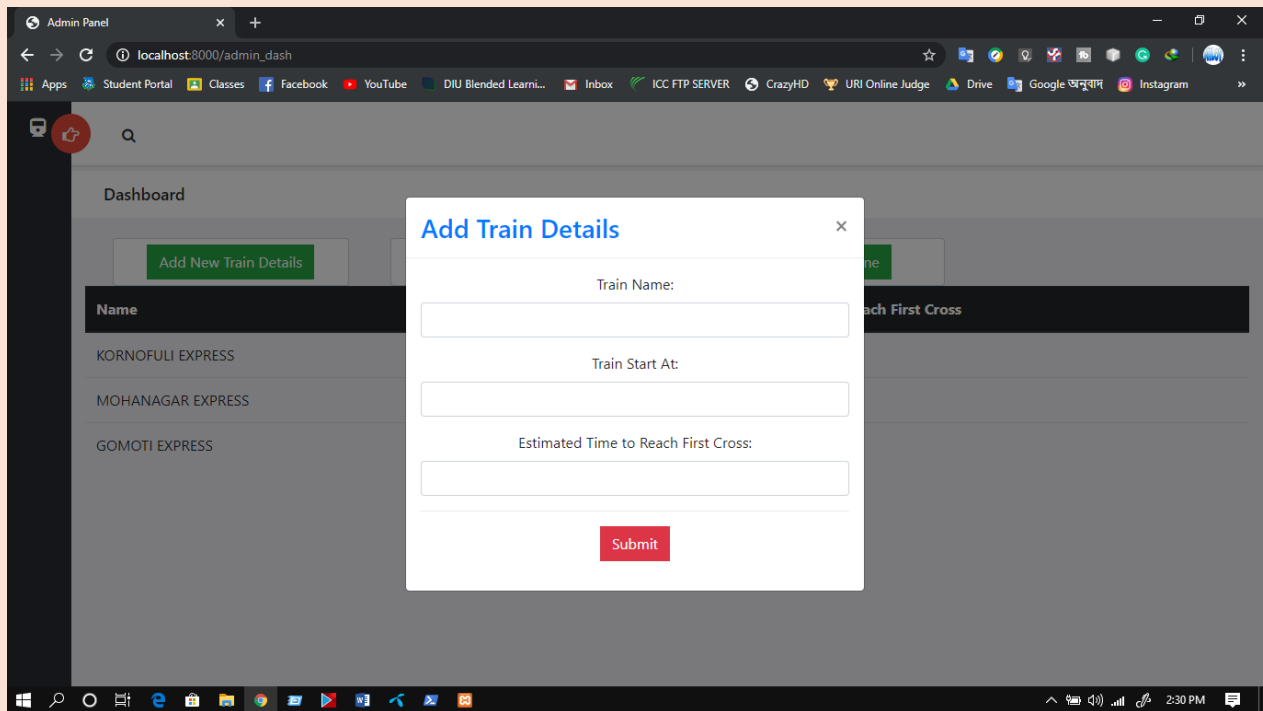 Admin Panel
localhost:8000/admin_dash
Apps Student Portal Classes Facebook YouTube DIU Blended Learni... Inbox ICC FTP SERVER CrazyHD URI Online Judge Drive Google অনুবাদ Instagram »
Dashboard
Add Train Details ×
Add New Train Details
Train Name:
Name ach First Cross
KORNOFULI EXPRESS
Train Start At:
MOHANAGAR EXPRESS
Estimated Time to Reach First Cross:
GOMOTI EXPRESS
Submit
2:30 PM